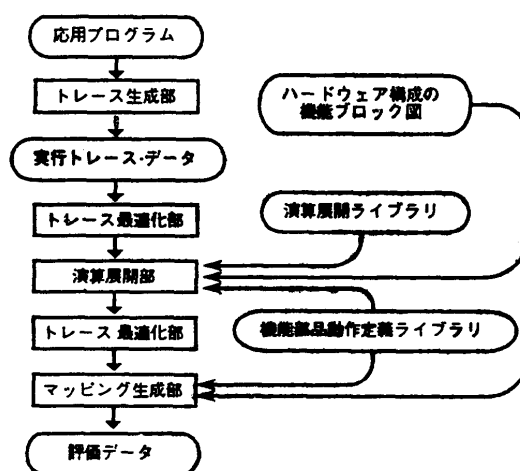 応用プログラム
トレース生成部
ハードウェア構成の
機能ブロック図
実行トレース・データ
トレース最適化部
演算展開ライブラリ
演算展開部
トレース最適化部
機能部品動作定義ライブラリ
マッピング生成部
評価データ